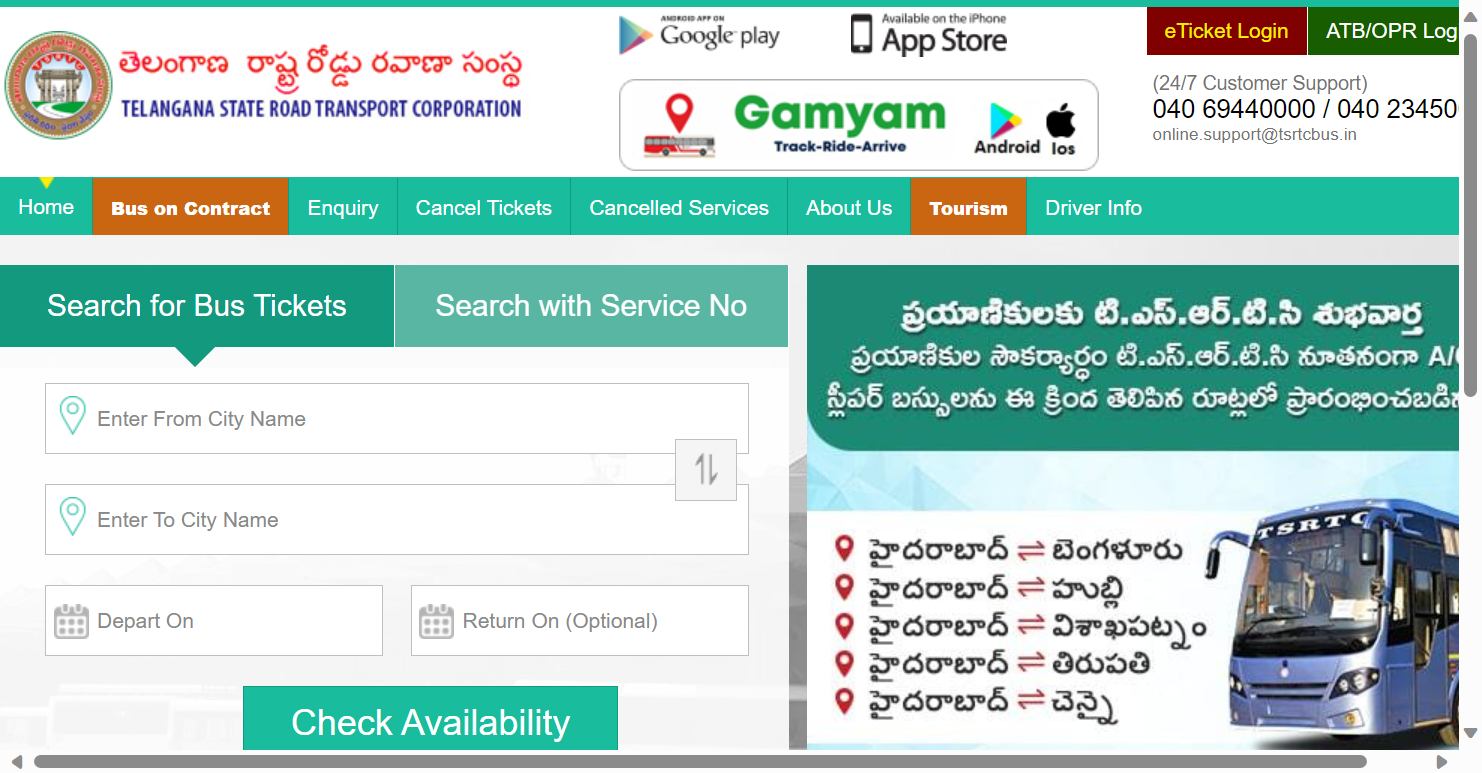 తెలంగాణ రాష్ట్ర రోడ్డు రవాణా సంస్థ
TELANGANA STATE ROAD TRANSPORT CORPORATION
ANDROID APP ON
Google play
Available on the iPhone
App Store
Gamyam
Track-Ride-Arrive
Android Ios
eTicket Login
ATB/OPR Log
(24/7 Customer Support)
040 69440000 / 040 23450
online.support@tsrtcbus.in
Home
Bus on Contract
Enquiry
Cancel Tickets
Cancelled Services
About Us
Tourism
Driver Info
Search for Bus Tickets
Search with Service No
Enter From City Name
Enter To City Name
Depart On
Return On (Optional)
Check Availability
ప్రయాణికులకు టి.ఎస్.ఆర్.టి.సి శుభవార్త
ప్రయాణికుల సౌకర్యార్థం టి.ఎస్.ఆర్.టి.సి నూతనంగా A/
స్లీపర్ బస్సులను ఈ క్రింద తెలిపిన రూట్లలో ప్రారంభించబడిన
హైదరాబాద్ ⇌ బెంగళూరు
హైదరాబాద్ ⇌ హుబ్లి
హైదరాబాద్ ⇌ విశాఖపట్నం
హైదరాబాద్ ⇌ తిరుపతి
హైదరాబాద్ ⇌ చెన్నై
TSRTC